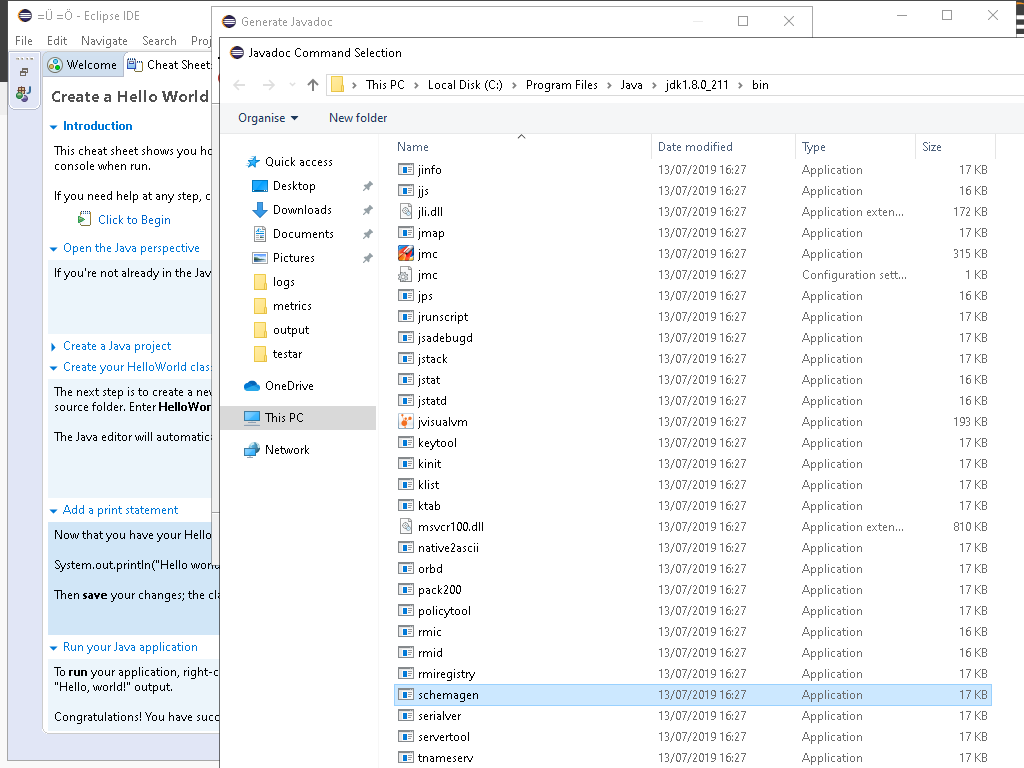 =Ü =Ö - Eclipse IDE
File Edit Navigate Search Proj
Welcome
Cheat Sheets
Create a Hello World
Introduction
This cheat sheet shows you ho
console when run.
If you need help at any step, c
Click to Begin
Open the Java perspective
If you're not already in the Jav
Create a Java project
Create your HelloWorld clas
The next step is to create a new
source folder. Enter HelloWor
The Java editor will automatica
Add a print statement
Now that you have your Hello
System.out.println("Hello worl
Then save your changes; the cla
Run your Java application
To run your application, right-c
"Hello, world!" output.
Congratulations! You have succ
Generate Javadoc
Javadoc Command Selection
This PC > Local Disk (C:) > Program Files > Java > jdk1.8.0_211 > bin
Organise New folder
Quick access
Desktop
Downloads
Documents
Pictures
logs
metrics
output
testar
OneDrive
This PC
Network
Name Date modified Type Size
jinfo 13/07/2019 16:27 Application 17 KB
jjs 13/07/2019 16:27 Application 16 KB
jli.dll 13/07/2019 16:27 Application exten... 172 KB
jmap 13/07/2019 16:27 Application 17 KB
jmc 13/07/2019 16:27 Application 315 KB
jmc 13/07/2019 16:27 Configuration sett... 1 KB
jps 13/07/2019 16:27 Application 16 KB
jrunscript 13/07/2019 16:27 Application 17 KB
jsadebugd 13/07/2019 16:27 Application 17 KB
jstack 13/07/2019 16:27 Application 17 KB
jstat 13/07/2019 16:27 Application 16 KB
jstatd 13/07/2019 16:27 Application 16 KB
jvisualvm 13/07/2019 16:27 Application 193 KB
keytool 13/07/2019 16:27 Application 17 KB
kinit 13/07/2019 16:27 Application 17 KB
klist 13/07/2019 16:27 Application 17 KB
ktab 13/07/2019 16:27 Application 17 KB
msvcr100.dll 13/07/2019 16:27 Application exten... 810 KB
native2ascii 13/07/2019 16:27 Application 17 KB
orbd 13/07/2019 16:27 Application 17 KB
pack200 13/07/2019 16:27 Application 17 KB
policytool 13/07/2019 16:27 Application 17 KB
rmic 13/07/2019 16:27 Application 16 KB
rmid 13/07/2019 16:27 Application 16 KB
rmiregistry 13/07/2019 16:27 Application 17 KB
schemagen 13/07/2019 16:27 Application 17 KB
serialver 13/07/2019 16:27 Application 17 KB
servertool 13/07/2019 16:27 Application 17 KB
tnameserv 13/07/2019 16:27 Application 17 KB